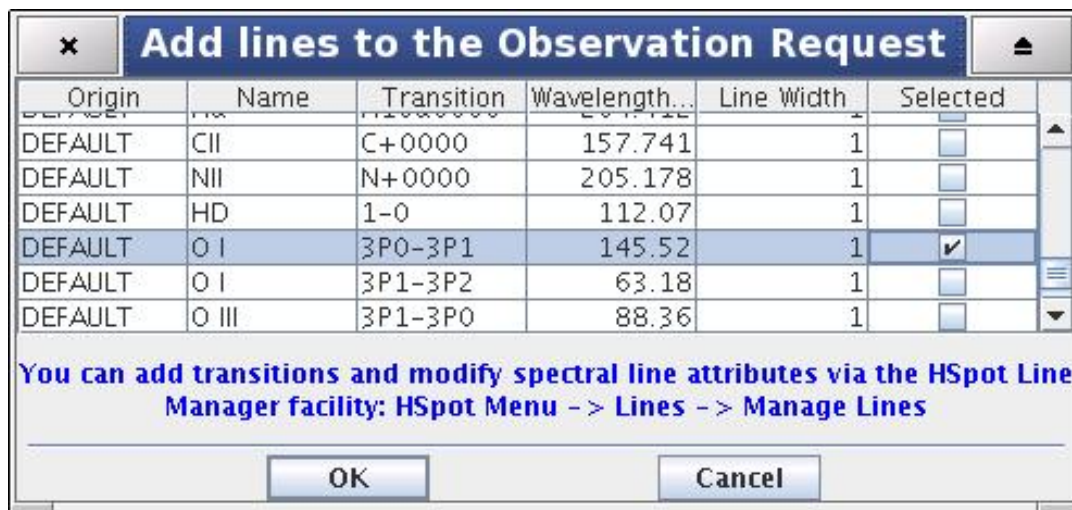 Add lines to the Observation Request
Origin Name Transition Wavelength... Line Width Selected
DEFAULT CII C+0000 157.741 1
DEFAULT NII N+0000 205.178 1
DEFAULT HD 1-0 112.07 1
DEFAULT O I 3P0-3P1 145.52 1 ✔
DEFAULT O I 3P1-3P2 63.18 1
DEFAULT O III 3P1-3P0 88.36 1
You can add transitions and modify spectral line attributes via the HSpot Line
Manager facility: HSpot Menu -> Lines -> Manage Lines
OK Cancel